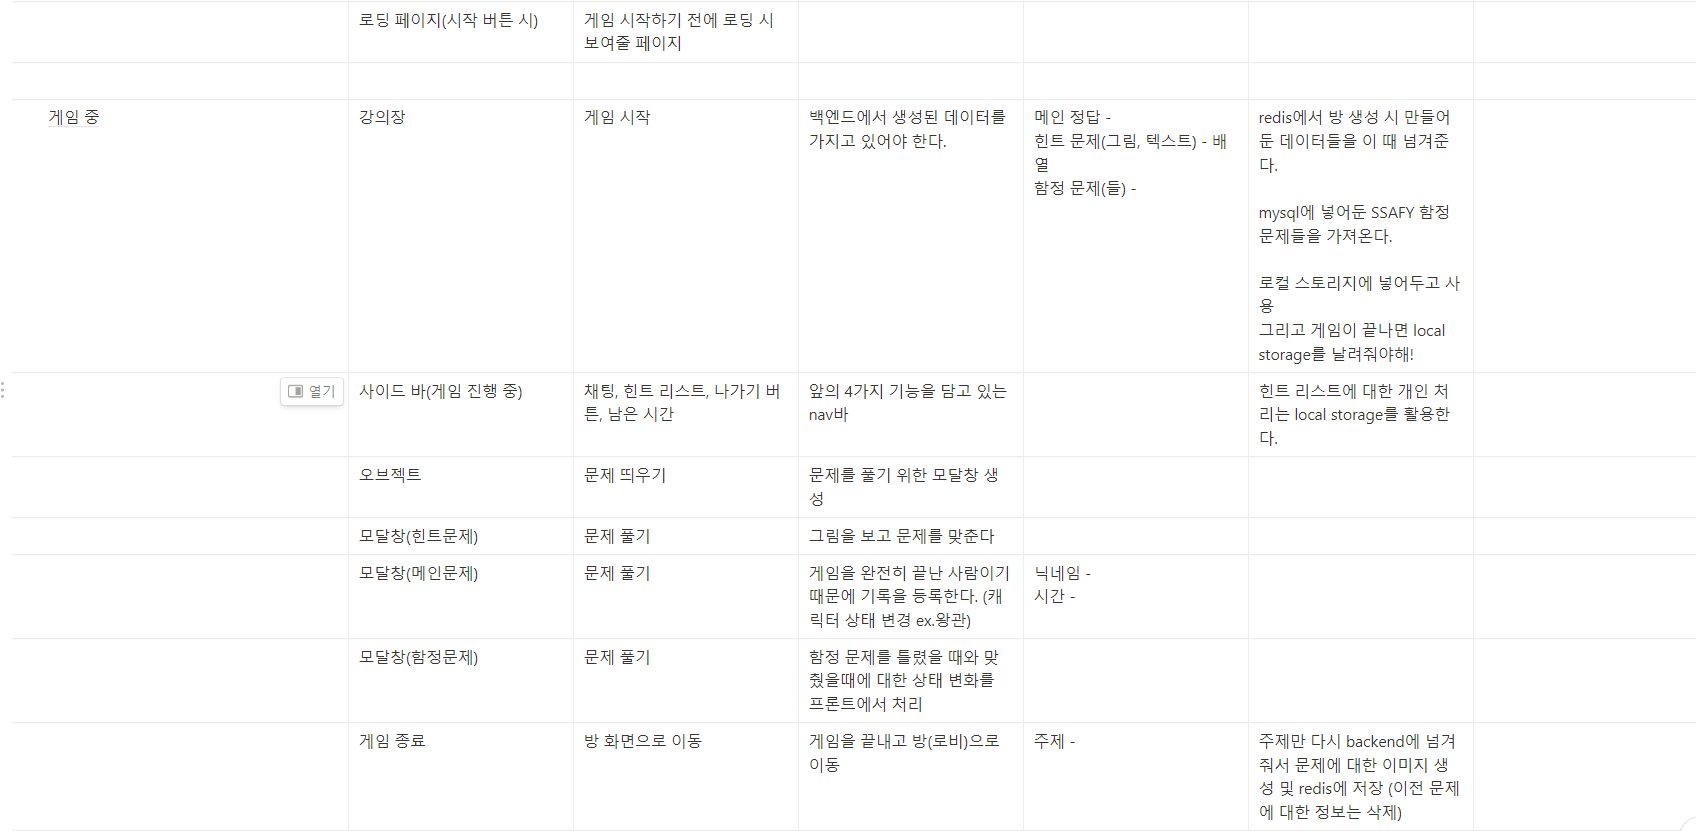 로딩 페이지(시작 버튼 시)
게임 시작하기 전에 로딩 시
보여줄 페이지
게임 중
강의장
게임 시작
백엔드에서 생성된 데이터를
가지고 있어야 한다.
메인 정답 -
힌트 문제(그림, 텍스트) - 배
열
함정 문제(들) -
redis에서 방 생성 시 만들어
둔 데이터들을 이 때 넘겨준
다.
mysql에 넣어둔 SSAFY 함정
문제들을 가져온다.
로컬 스토리지에 넣어두고 사
용
그리고 게임이 끝나면 local
storage를 날려줘야해!
열기
사이드 바(게임 진행 중)
채팅, 힌트 리스트, 나가기 버
튼, 남은 시간
앞의 4가지 기능을 담고 있는
nav바
힌트 리스트에 대한 개인 처
리는 local storage를 활용한
다.
오브젝트
문제 띄우기
문제를 풀기 위한 모달창 생
성
모달창(힌트문제)
문제 풀기
그림을 보고 문제를 맞춘다
모달창(메인문제)
문제 풀기
게임을 완전히 끝난 사람이기
때문에 기록을 등록한다. (캐
릭터 상태 변경 ex.왕관)
닉네임 -
시간 -
모달창(함정문제)
문제 풀기
함정 문제를 틀렸을 때와 맞
췄을때에 대한 상태 변화를
프론트에서 처리
게임 종료
방 화면으로 이동
게임을 끝내고 방(로비)으로
이동
주제 -
주제만 다시 backend에 넘겨
줘서 문제에 대한 이미지 생
성 및 redis에 저장 (이전 문제
에 대한 정보는 삭제)